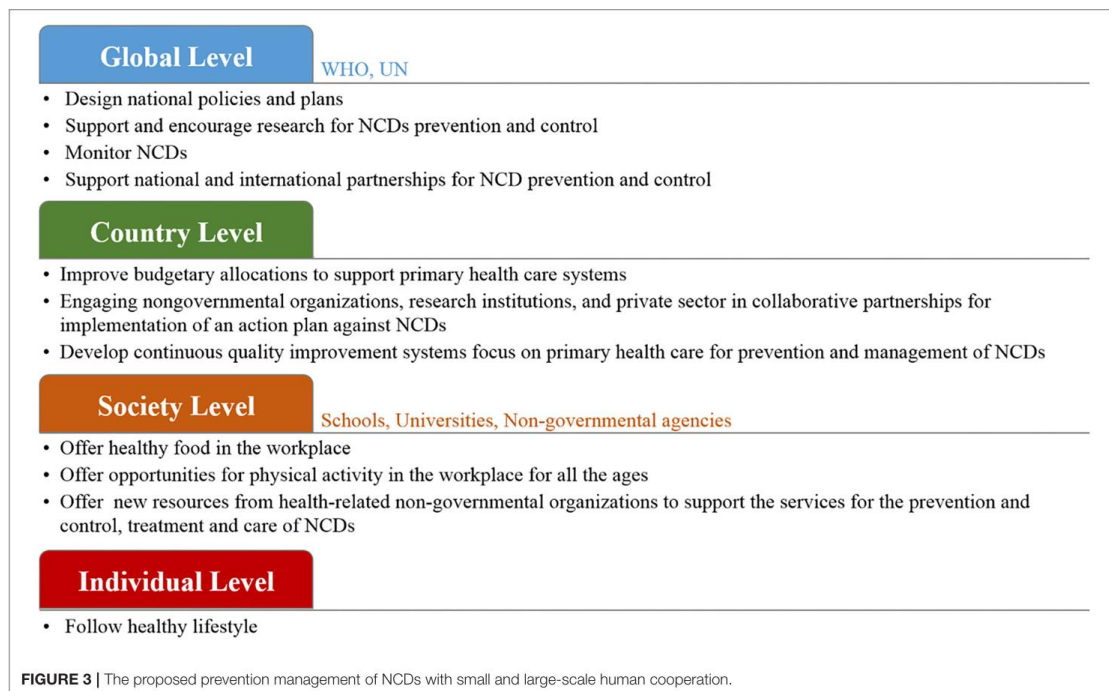 Global Level
WHO, UN
• Design national policies and plans
• Support and encourage research for NCDs prevention and control
• Monitor NCDs
• Support national and international partnerships for NCD prevention and control
Country Level
• Improve budgetary allocations to support primary health care systems
• Engaging nongovernmental organizations, research institutions, and private sector in collaborative partnerships for
implementation of an action plan against NCDs
• Develop continuous quality improvement systems focus on primary health care for prevention and management of NCDs
Society Level
Schools, Universities, Non-governmental agencies
• Offer healthy food in the workplace
• Offer opportunities for physical activity in the workplace for all the ages
• Offer new resources from health-related non-governmental organizations to support the services for the prevention and
control, treatment and care of NCDs
Individual Level
• Follow healthy lifestyle
FIGURE 3 | The proposed prevention management of NCDs with small and large-scale human cooperation.